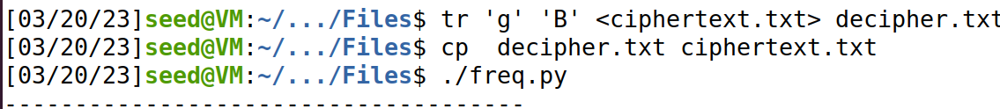 [03/20/23]seed@VM:~/.../Files$ tr 'g' 'B' <ciphertext.txt> decipher.txt
[03/20/23]seed@VM:~/.../Files$ cp  decipher.txt ciphertext.txt
[03/20/23]seed@VM:~/.../Files$ ./freq.py
-------------------------------------